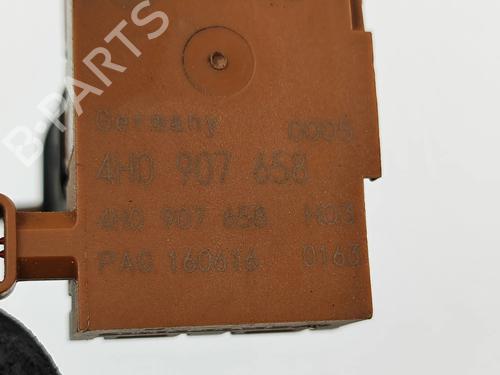 Germany 0005
4H0 907 658
4H0 907 658 H03
PAG 160616 0163
B-PARTS